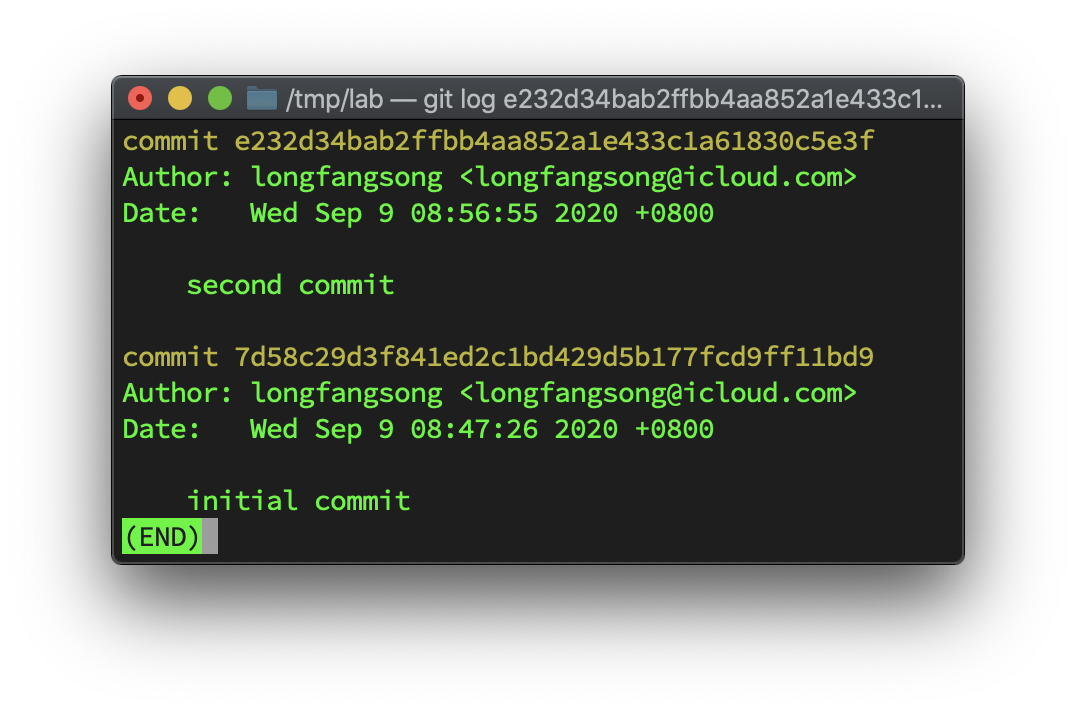 /tmp/lab — git log e232d34bab2ffbb4aa852a1e433c1...
commit e232d34bab2ffbb4aa852a1e433c1a61830c5e3f
Author: longfangsong <longfangsong@icloud.com>
Date:   Wed Sep 9 08:56:55 2020 +0800
    second commit
commit 7d58c29d3f841ed2c1bd429d5b177fcd9ff11bd9
Author: longfangsong <longfangsong@icloud.com>
Date:   Wed Sep 9 08:47:26 2020 +0800
    initial commit
(END)